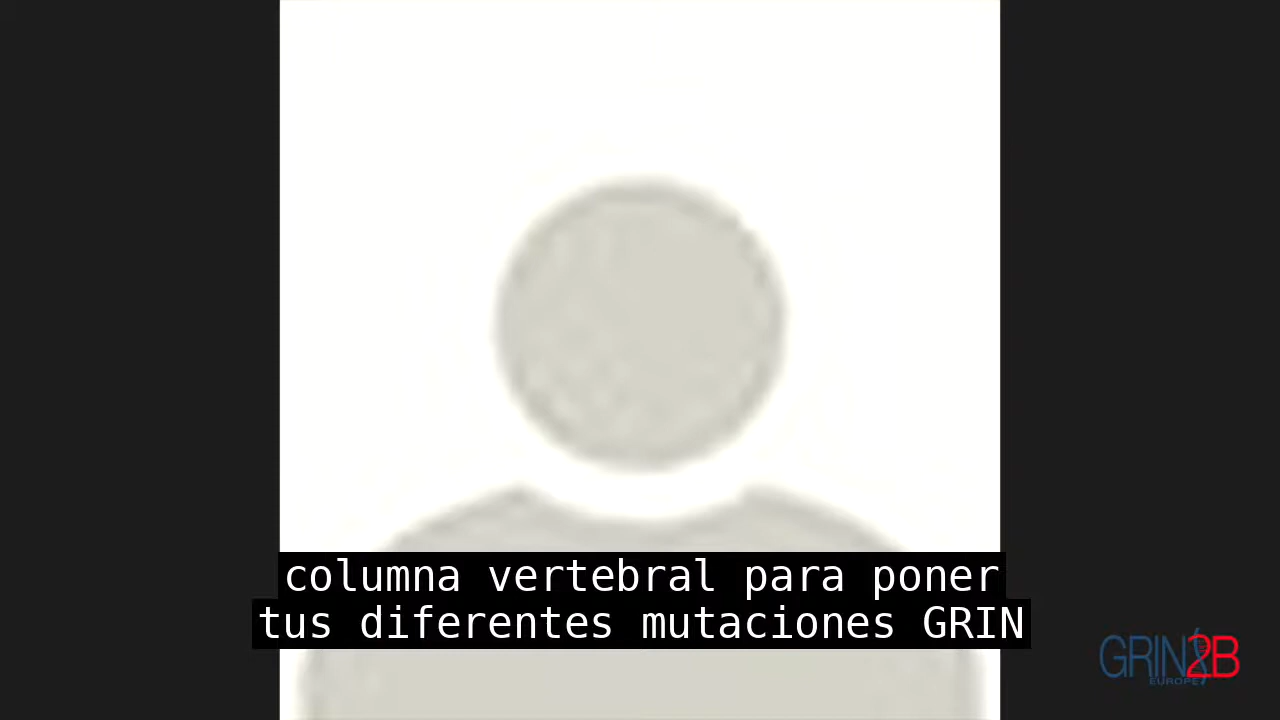 columna vertebral para poner
tus diferentes mutaciones GRIN
GRIN2B
EUROPE